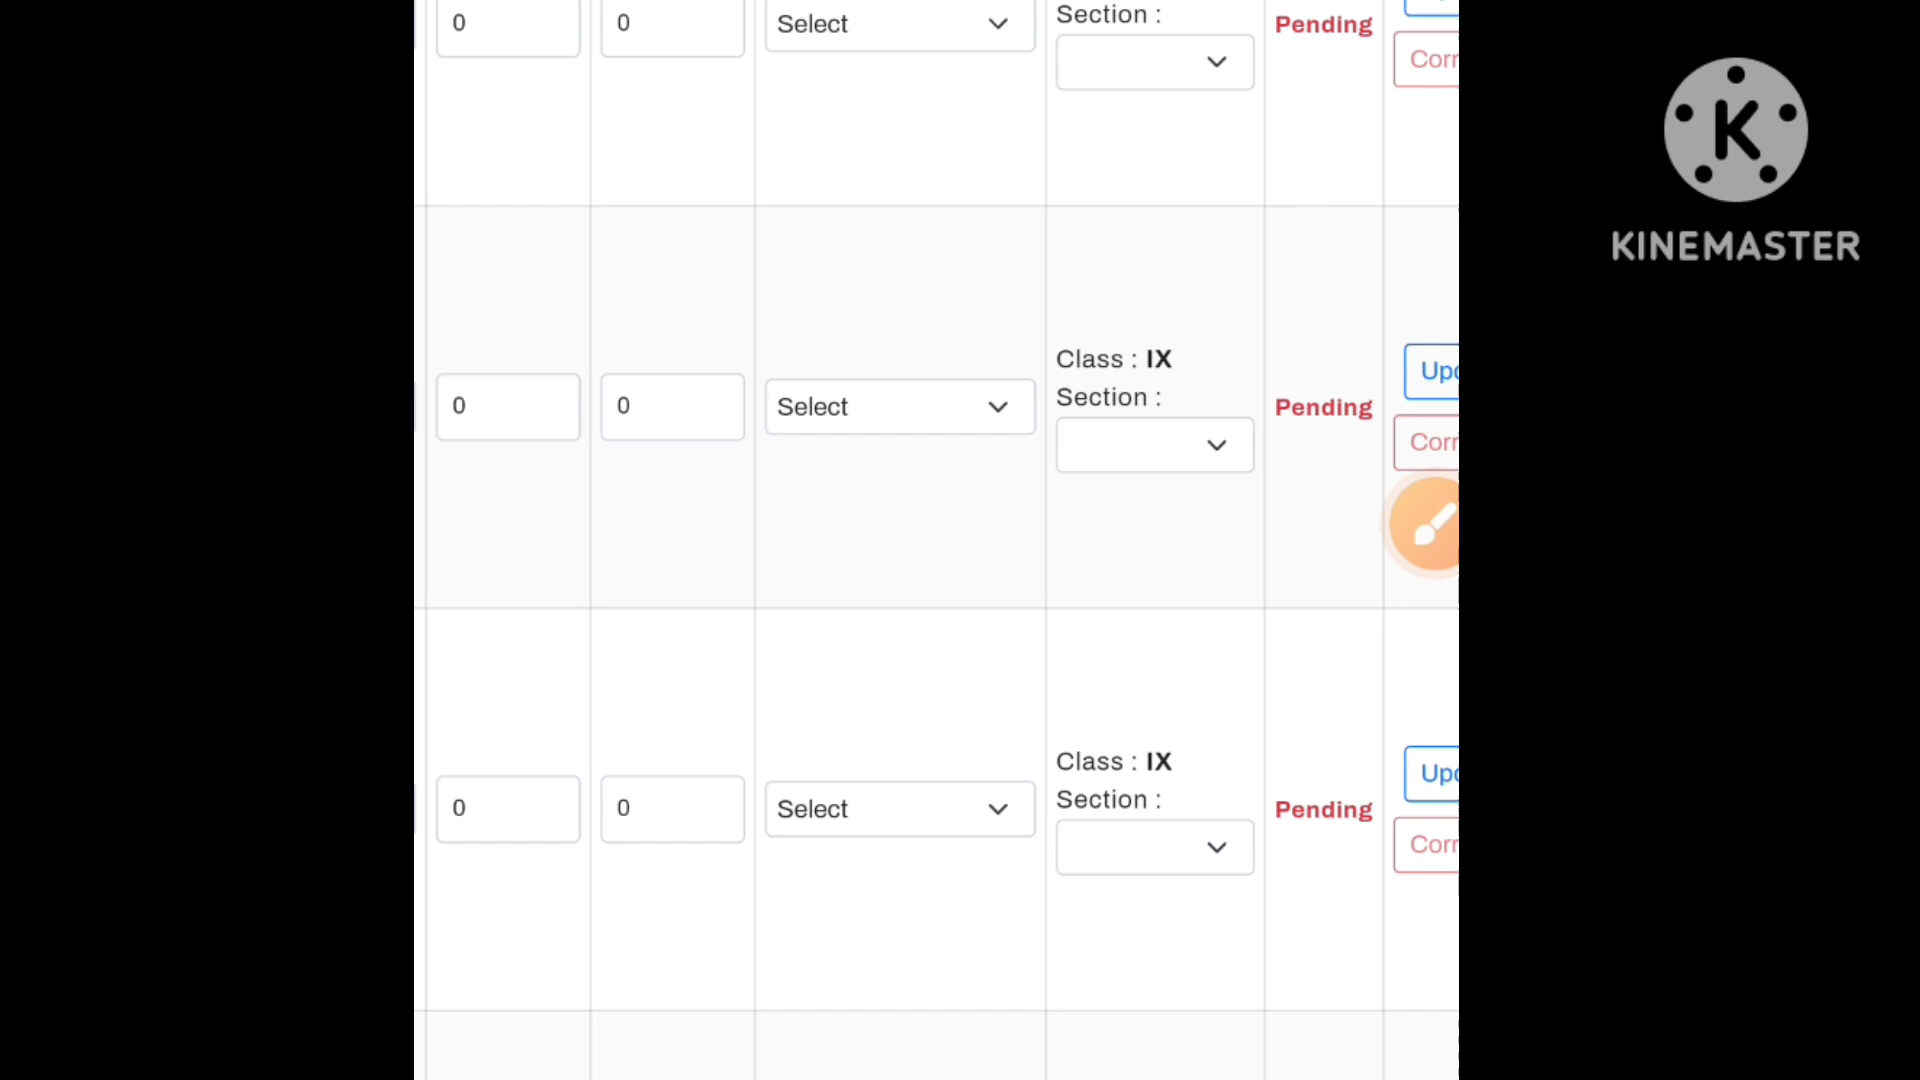 0 0 Select Section : Pending
Corr
Class : IX
Upd
0 0 Select Section : Pending
Corr
Class : IX
Upd
0 0 Select Section : Pending
Corr
K
KINEMASTER